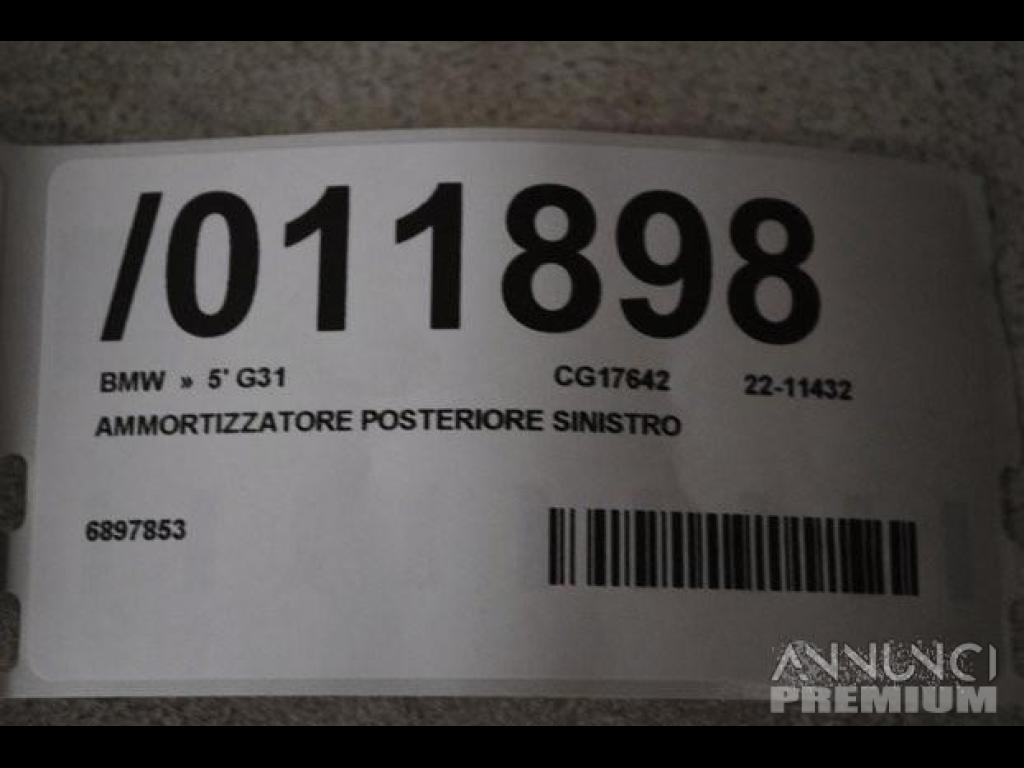 /011898
BMW » 5' G31 CG17642 22-11432
AMMORTIZZATORE POSTERIORE SINISTRO
6897853
ANNUNCI
PREMIUM